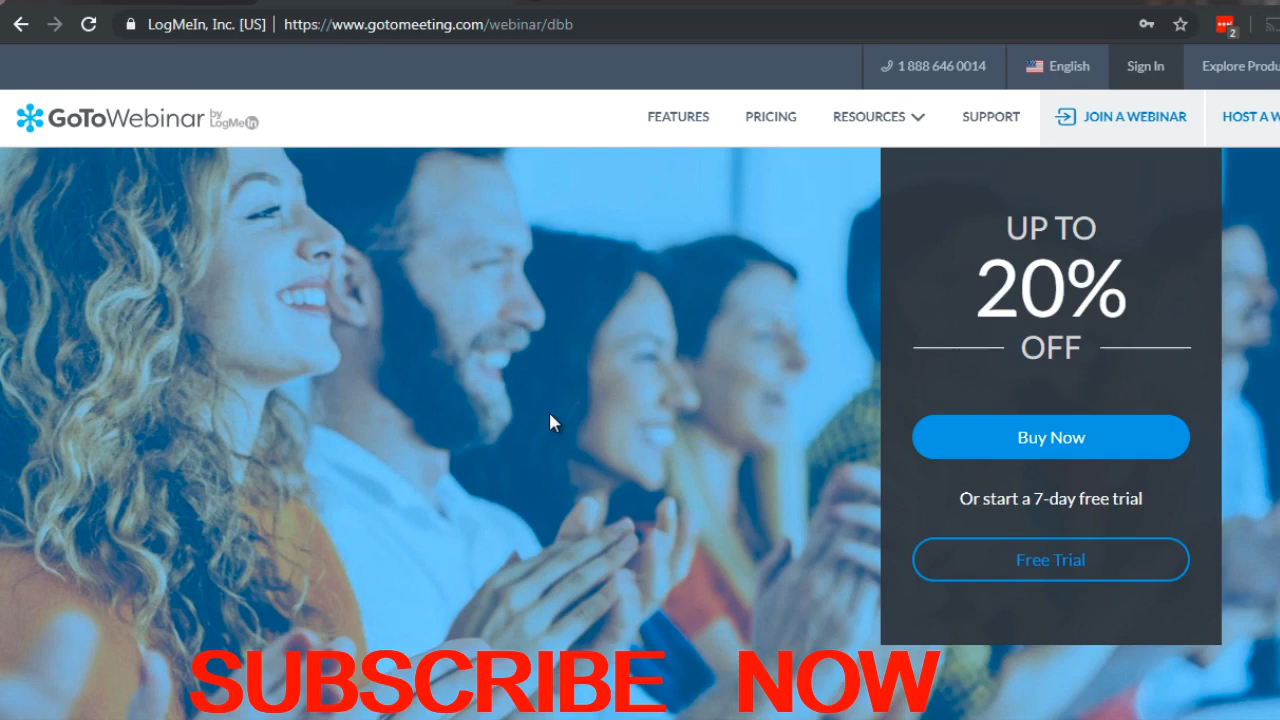 LogMeIn, Inc. [US] | https://www.gotomeeting.com/webinar/dbb
2
1 888 646 0014
English
Sign In
Explore Produ
GoToWebinar by LogMeIn
FEATURES
PRICING
RESOURCES
SUPPORT
JOIN A WEBINAR
HOST A W
UP TO
20%
OFF
Buy Now
Or start a 7-day free trial
Free Trial
SUBSCRIBE NOW